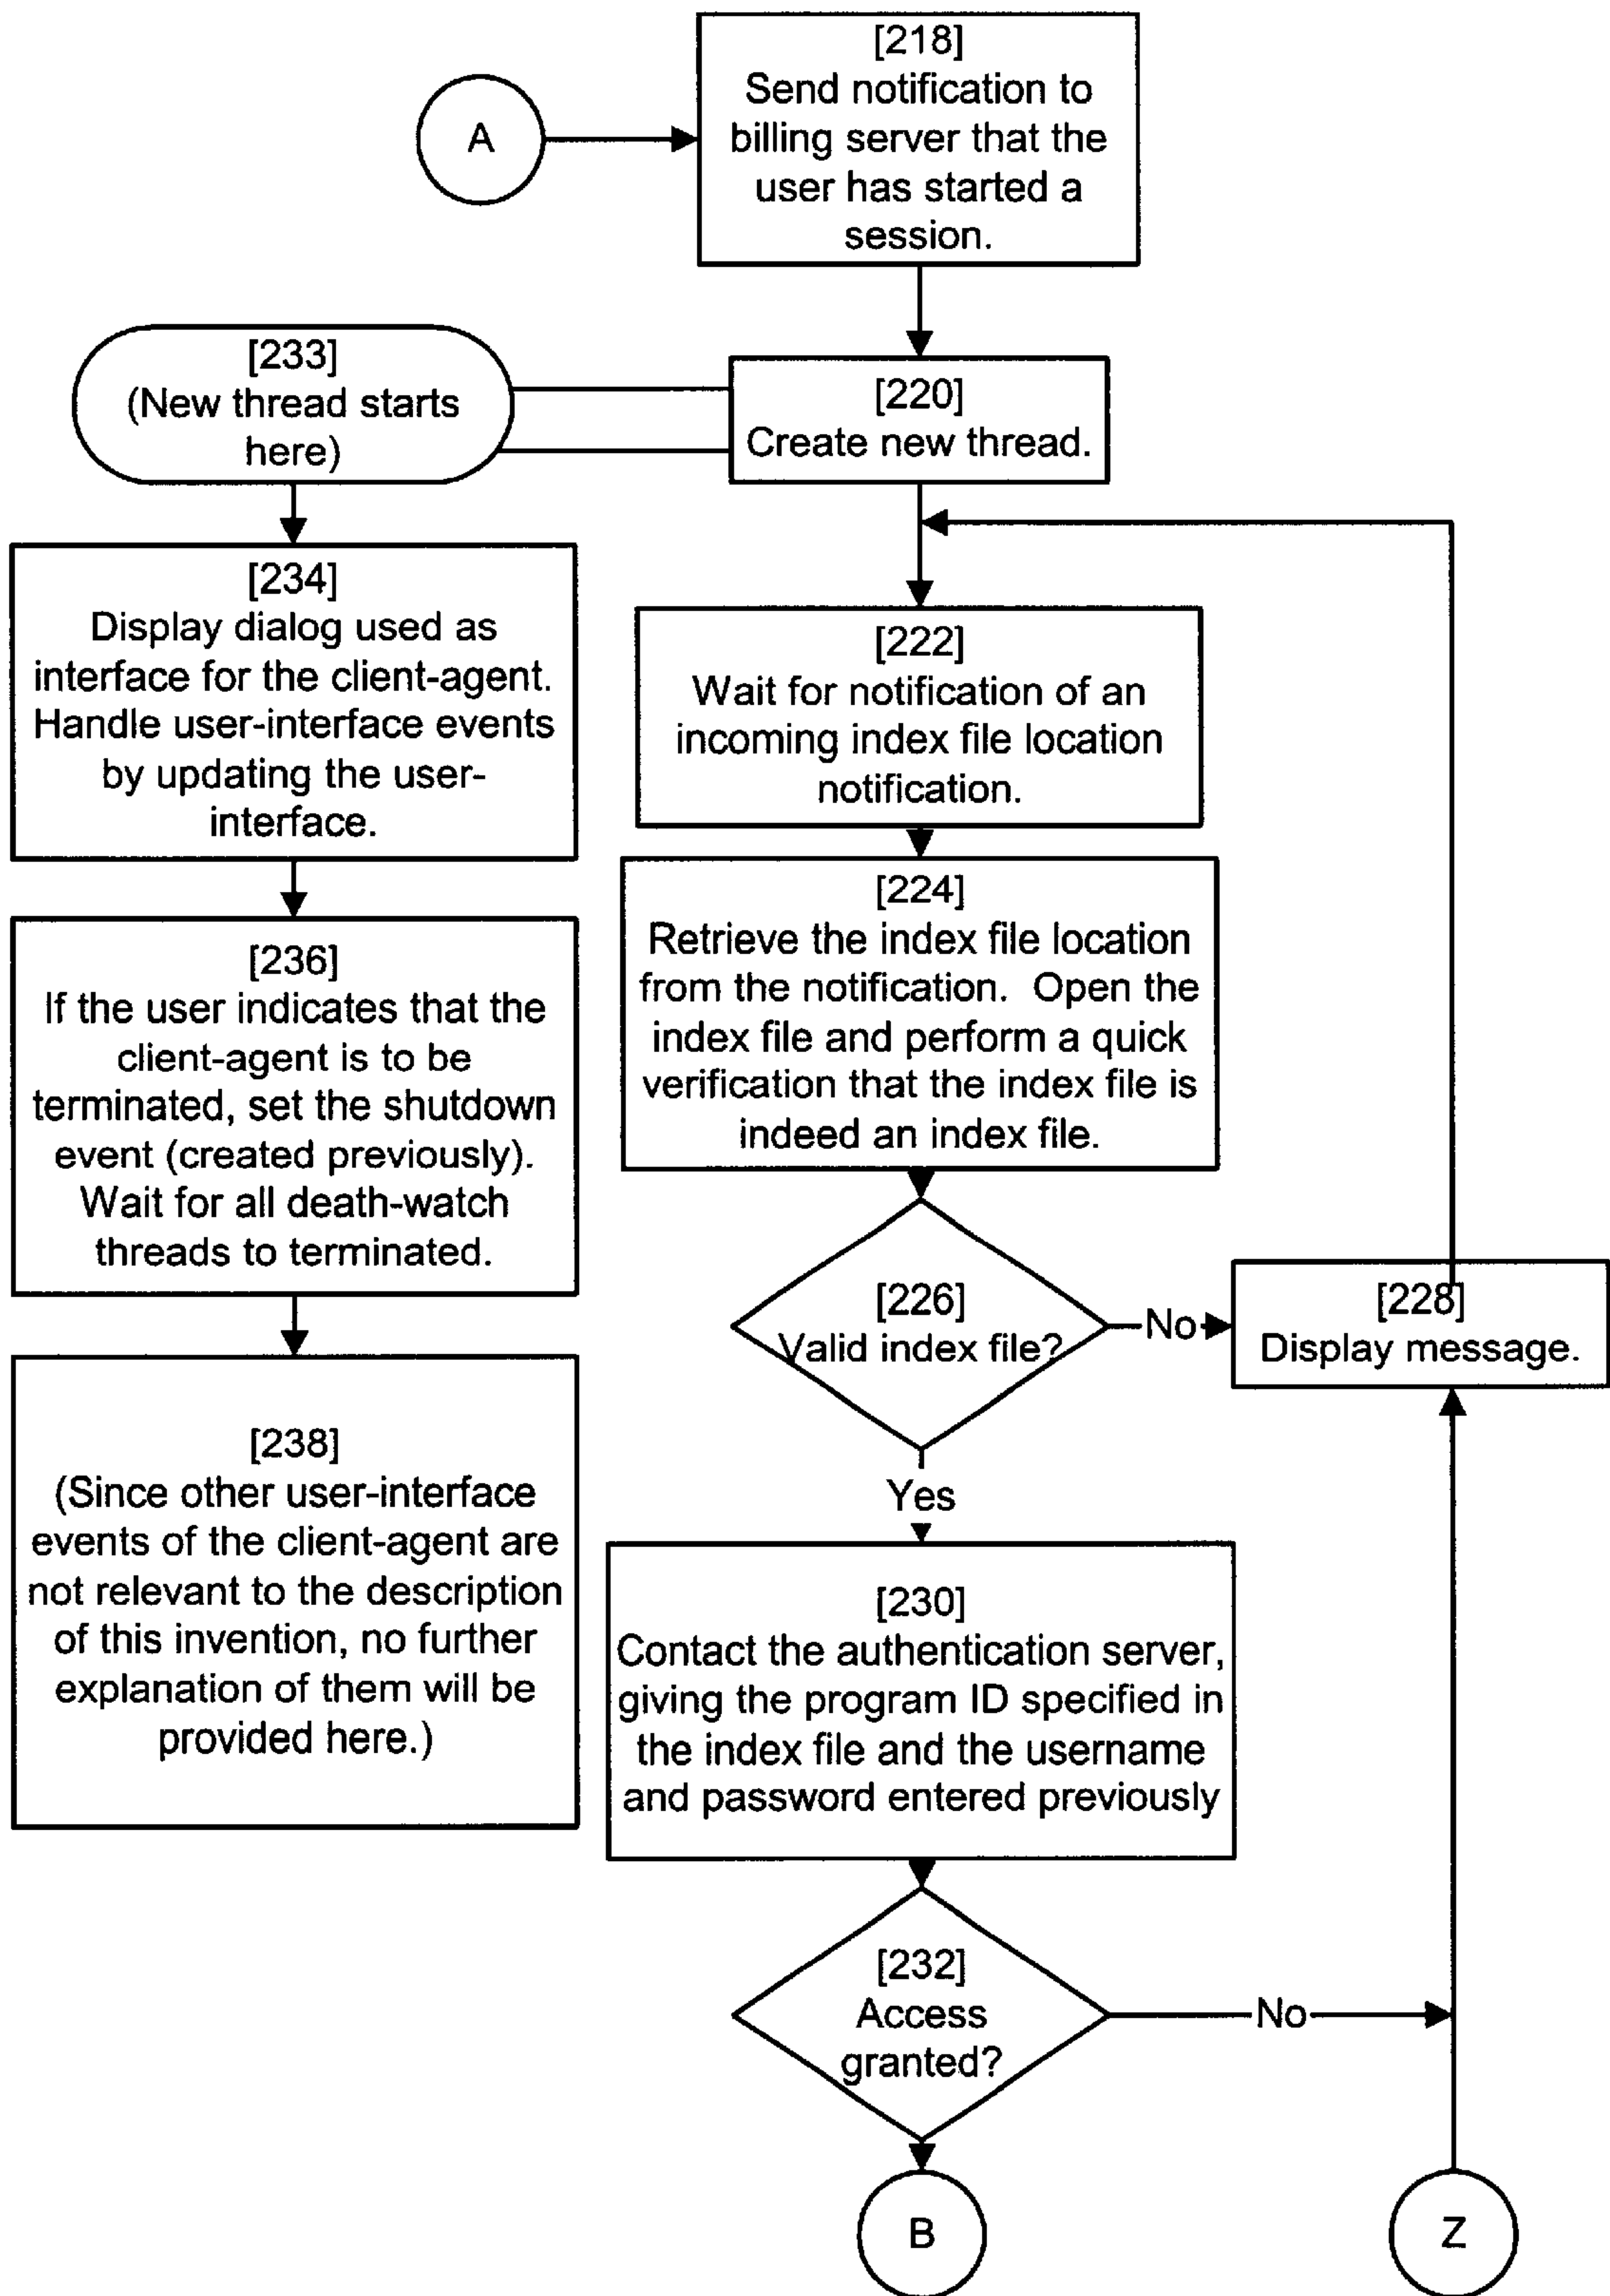 [218]
Send notification to
billing server that the
user has started a
session.
A
[233]
(New thread starts
here)
[220]
Create new thread.
[234]
Display dialog used as
interface for the client-agent.
Handle user-interface events
by updating the user-
interface.
[222]
Wait for notification of an
incoming index file location
notification.
[224]
Retrieve the index file location
from the notification.  Open the
index file and perform a quick
verification that the index file is
indeed an index file.
[236]
If the user indicates that the
client-agent is to be
terminated, set the shutdown
event (created previously).
Wait for all death-watch
threads to terminated.
[226]
Valid index file?
No
[228]
Display message.
Yes
[238]
(Since other user-interface
events of the client-agent are
not relevant to the description
of this invention, no further
explanation of them will be
provided here.)
[230]
Contact the authentication server,
giving the program ID specified in
the index file and the username
and password entered previously
[232]
Access
granted?
No
B
Z